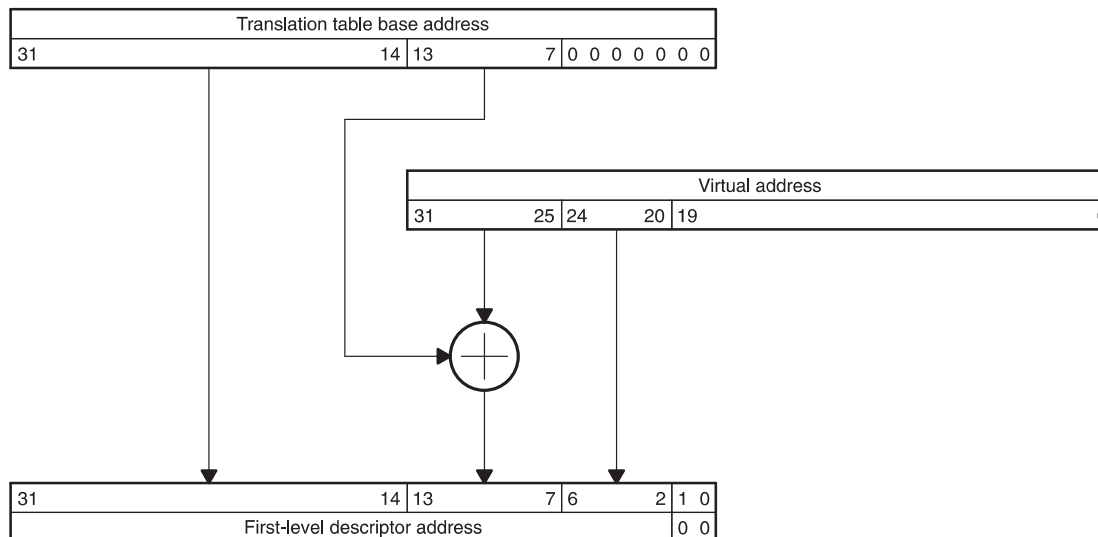 Translation table base address
31 14 13 7 0 0 0 0 0 0 0
Virtual address
31 25 24 20 19
31 14 13 7 6 2 1 0
First-level descriptor address 0 0